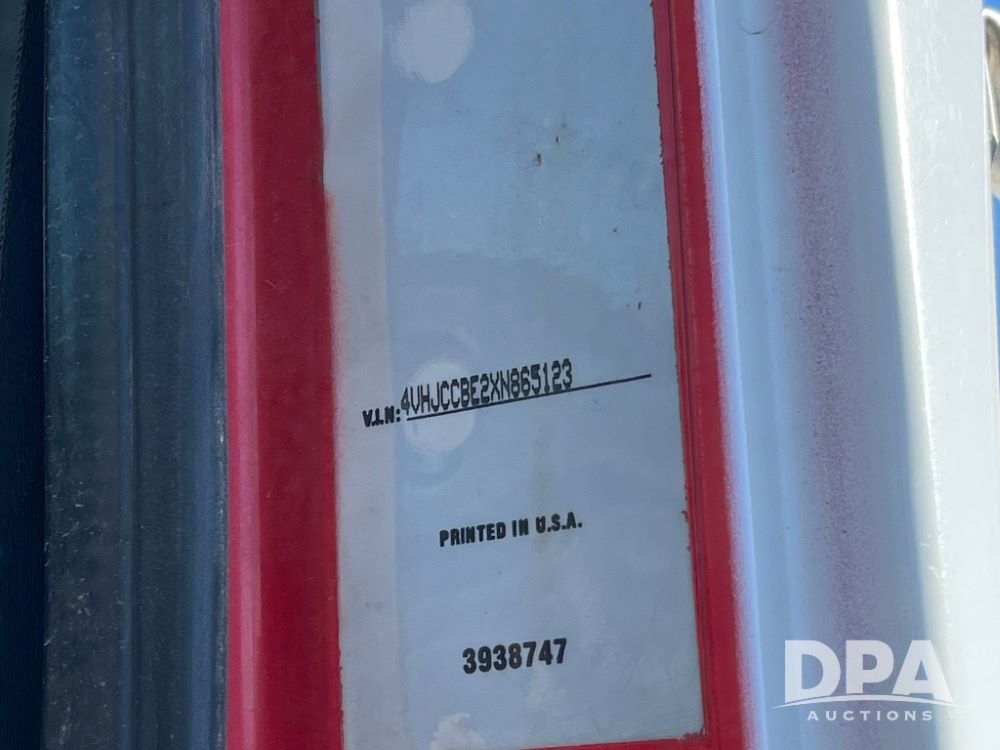 V.I.N: 4VHJCCBE2XN865123
PRINTED IN U.S.A.
3938747
DPA
AUCTIONS